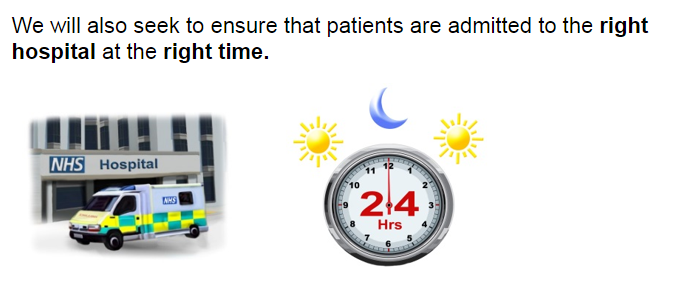 We will also seek to ensure that patients are admitted to the right
hospital at the right time.
NHS Hospital
NHS
11 12 1
10 2
9 24 3
8 Hrs 4
7 6 5